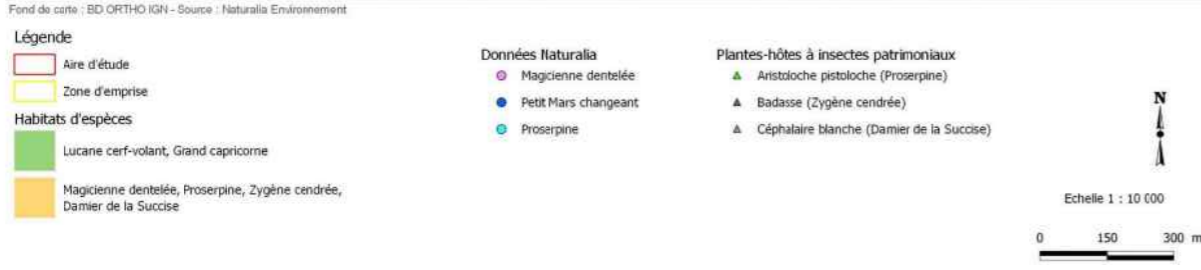 Fond de carte : BD ORTHO IGN - Source : Naturalia Environnement
Légende
Aire d'étude
Zone d'emprise
Habitats d'espèces
Lucane cerf-volant, Grand capricorne
Magicienne dentelée, Proserpine, Zygène cendrée,
Damier de la Succise
Données Naturalia
Magicienne dentelée
Petit Mars changeant
Proserpine
Plantes-hôtes à insectes patrimoniaux
Aristoloche pistoloche (Proserpine)
Badasse (Zygène cendrée)
Céphalaire blanche (Damier de la Succise)
N
Echelle 1 : 10 000
0 150 300 m